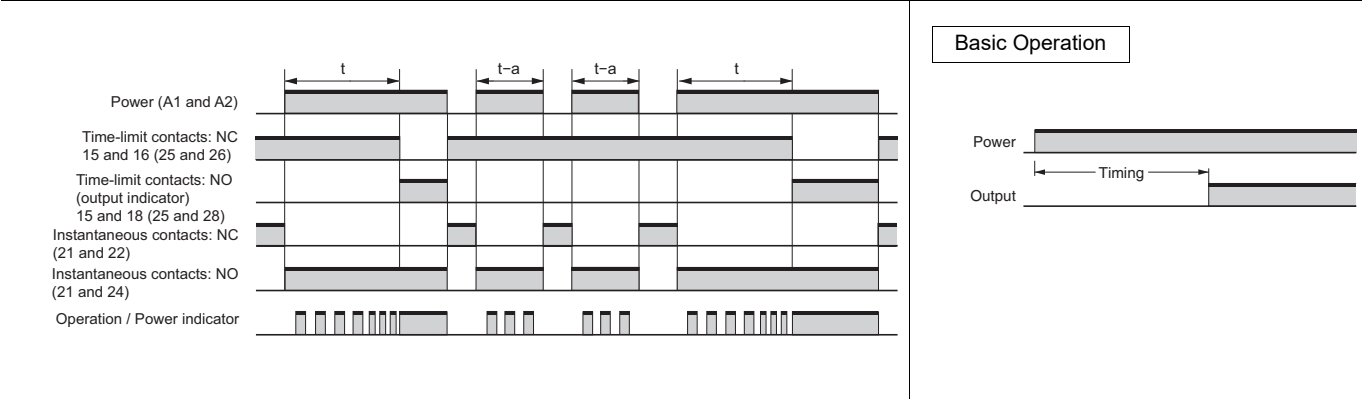 t
t−a
t−a
t
Power (A1 and A2)
Time-limit contacts: NC
15 and 16 (25 and 26)
Time-limit contacts: NO
(output indicator)
15 and 18 (25 and 28)
Instantaneous contacts: NC
(21 and 22)
Instantaneous contacts: NO
(21 and 24)
Operation / Power indicator
Basic Operation
Power
Timing
Output